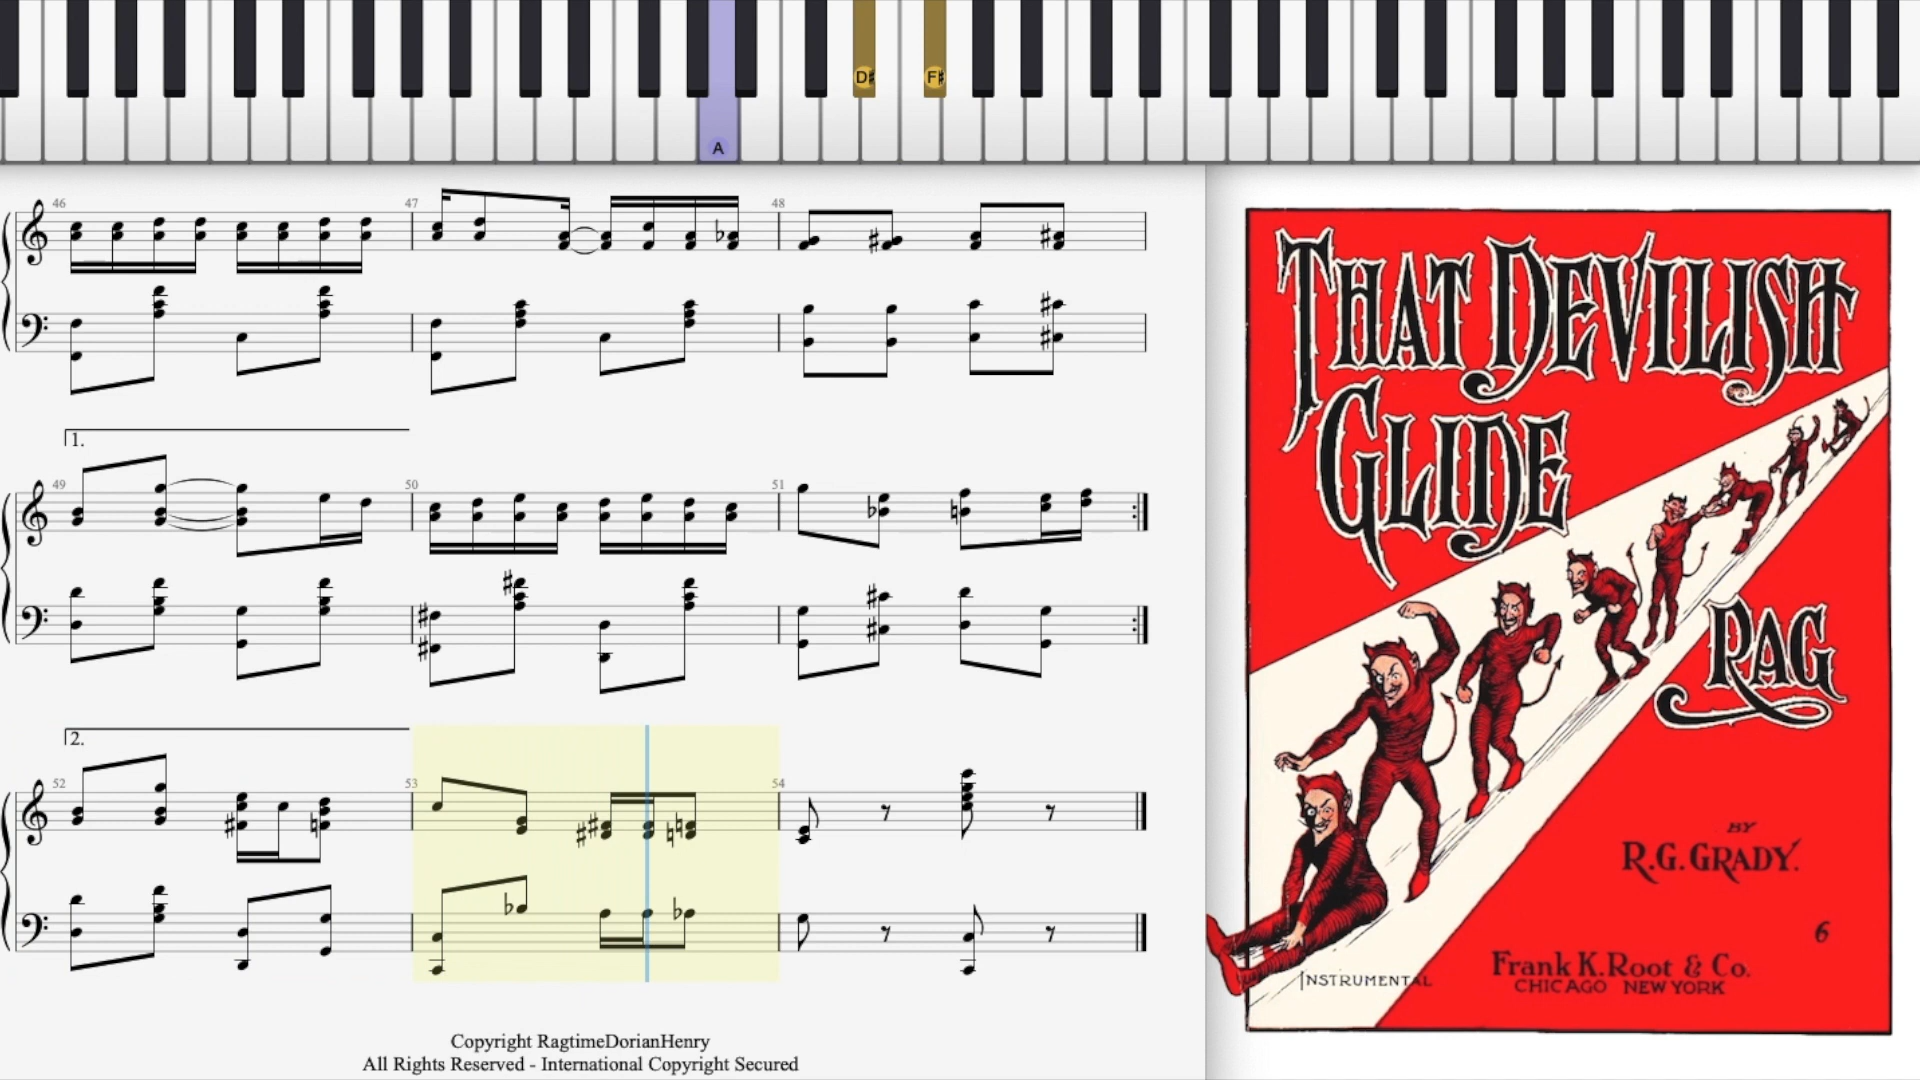 D♯ F♯
A
46 47 48
1.
49 50 51
2.
52 53 54
Copyright RagtimeDorianHenry
All Rights Reserved - International Copyright Secured
THAT DEVILISH
GLIDE
RAG
BY
R.G. GRADY.
6
INSTRUMENTAL
Frank K. Root & Co.
CHICAGO NEW YORK